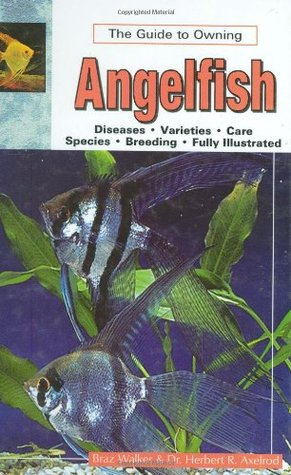 The Guide to Owning
Angelfish
Diseases • Varieties • Care
Species • Breeding • Fully Illustrated
Braz Walker & Dr. Herbert R. Axelrod